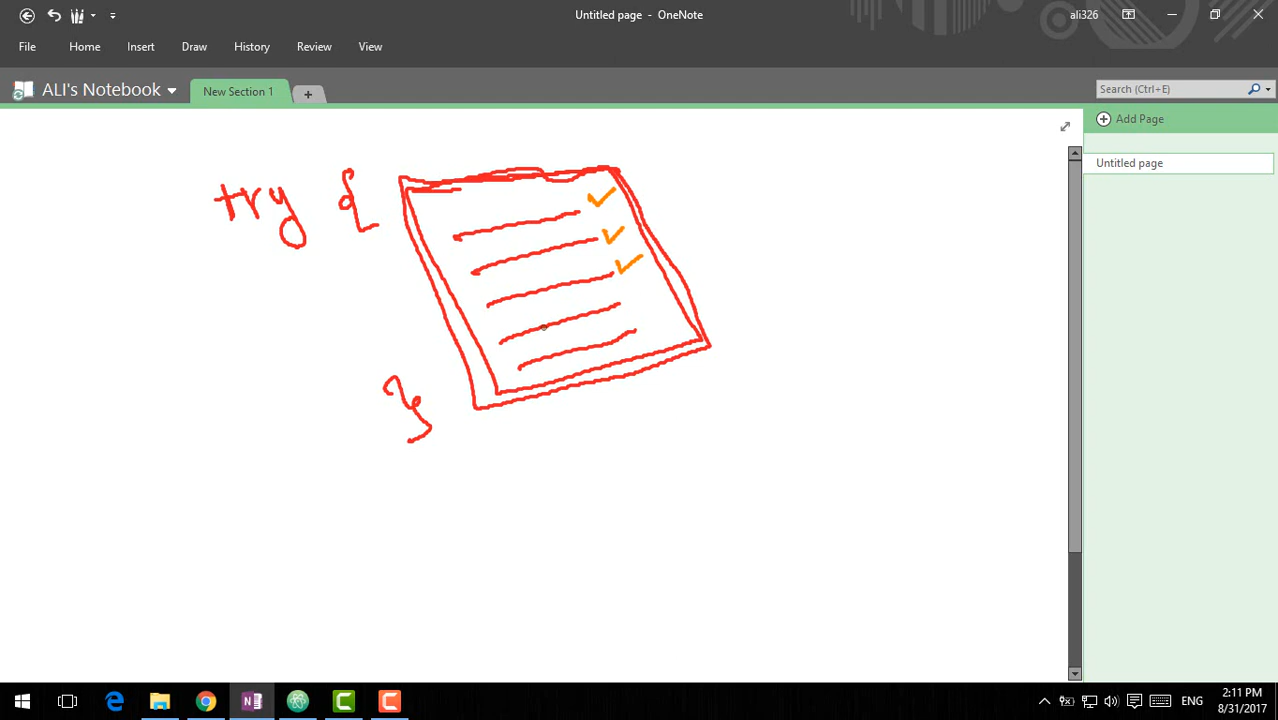 Untitled page - OneNote
ali326
File Home Insert Draw History Review View
ALI's Notebook
New Section 1
+
Search (Ctrl+E)
Add Page
Untitled page
try {
}
ENG
2:11 PM
8/31/2017